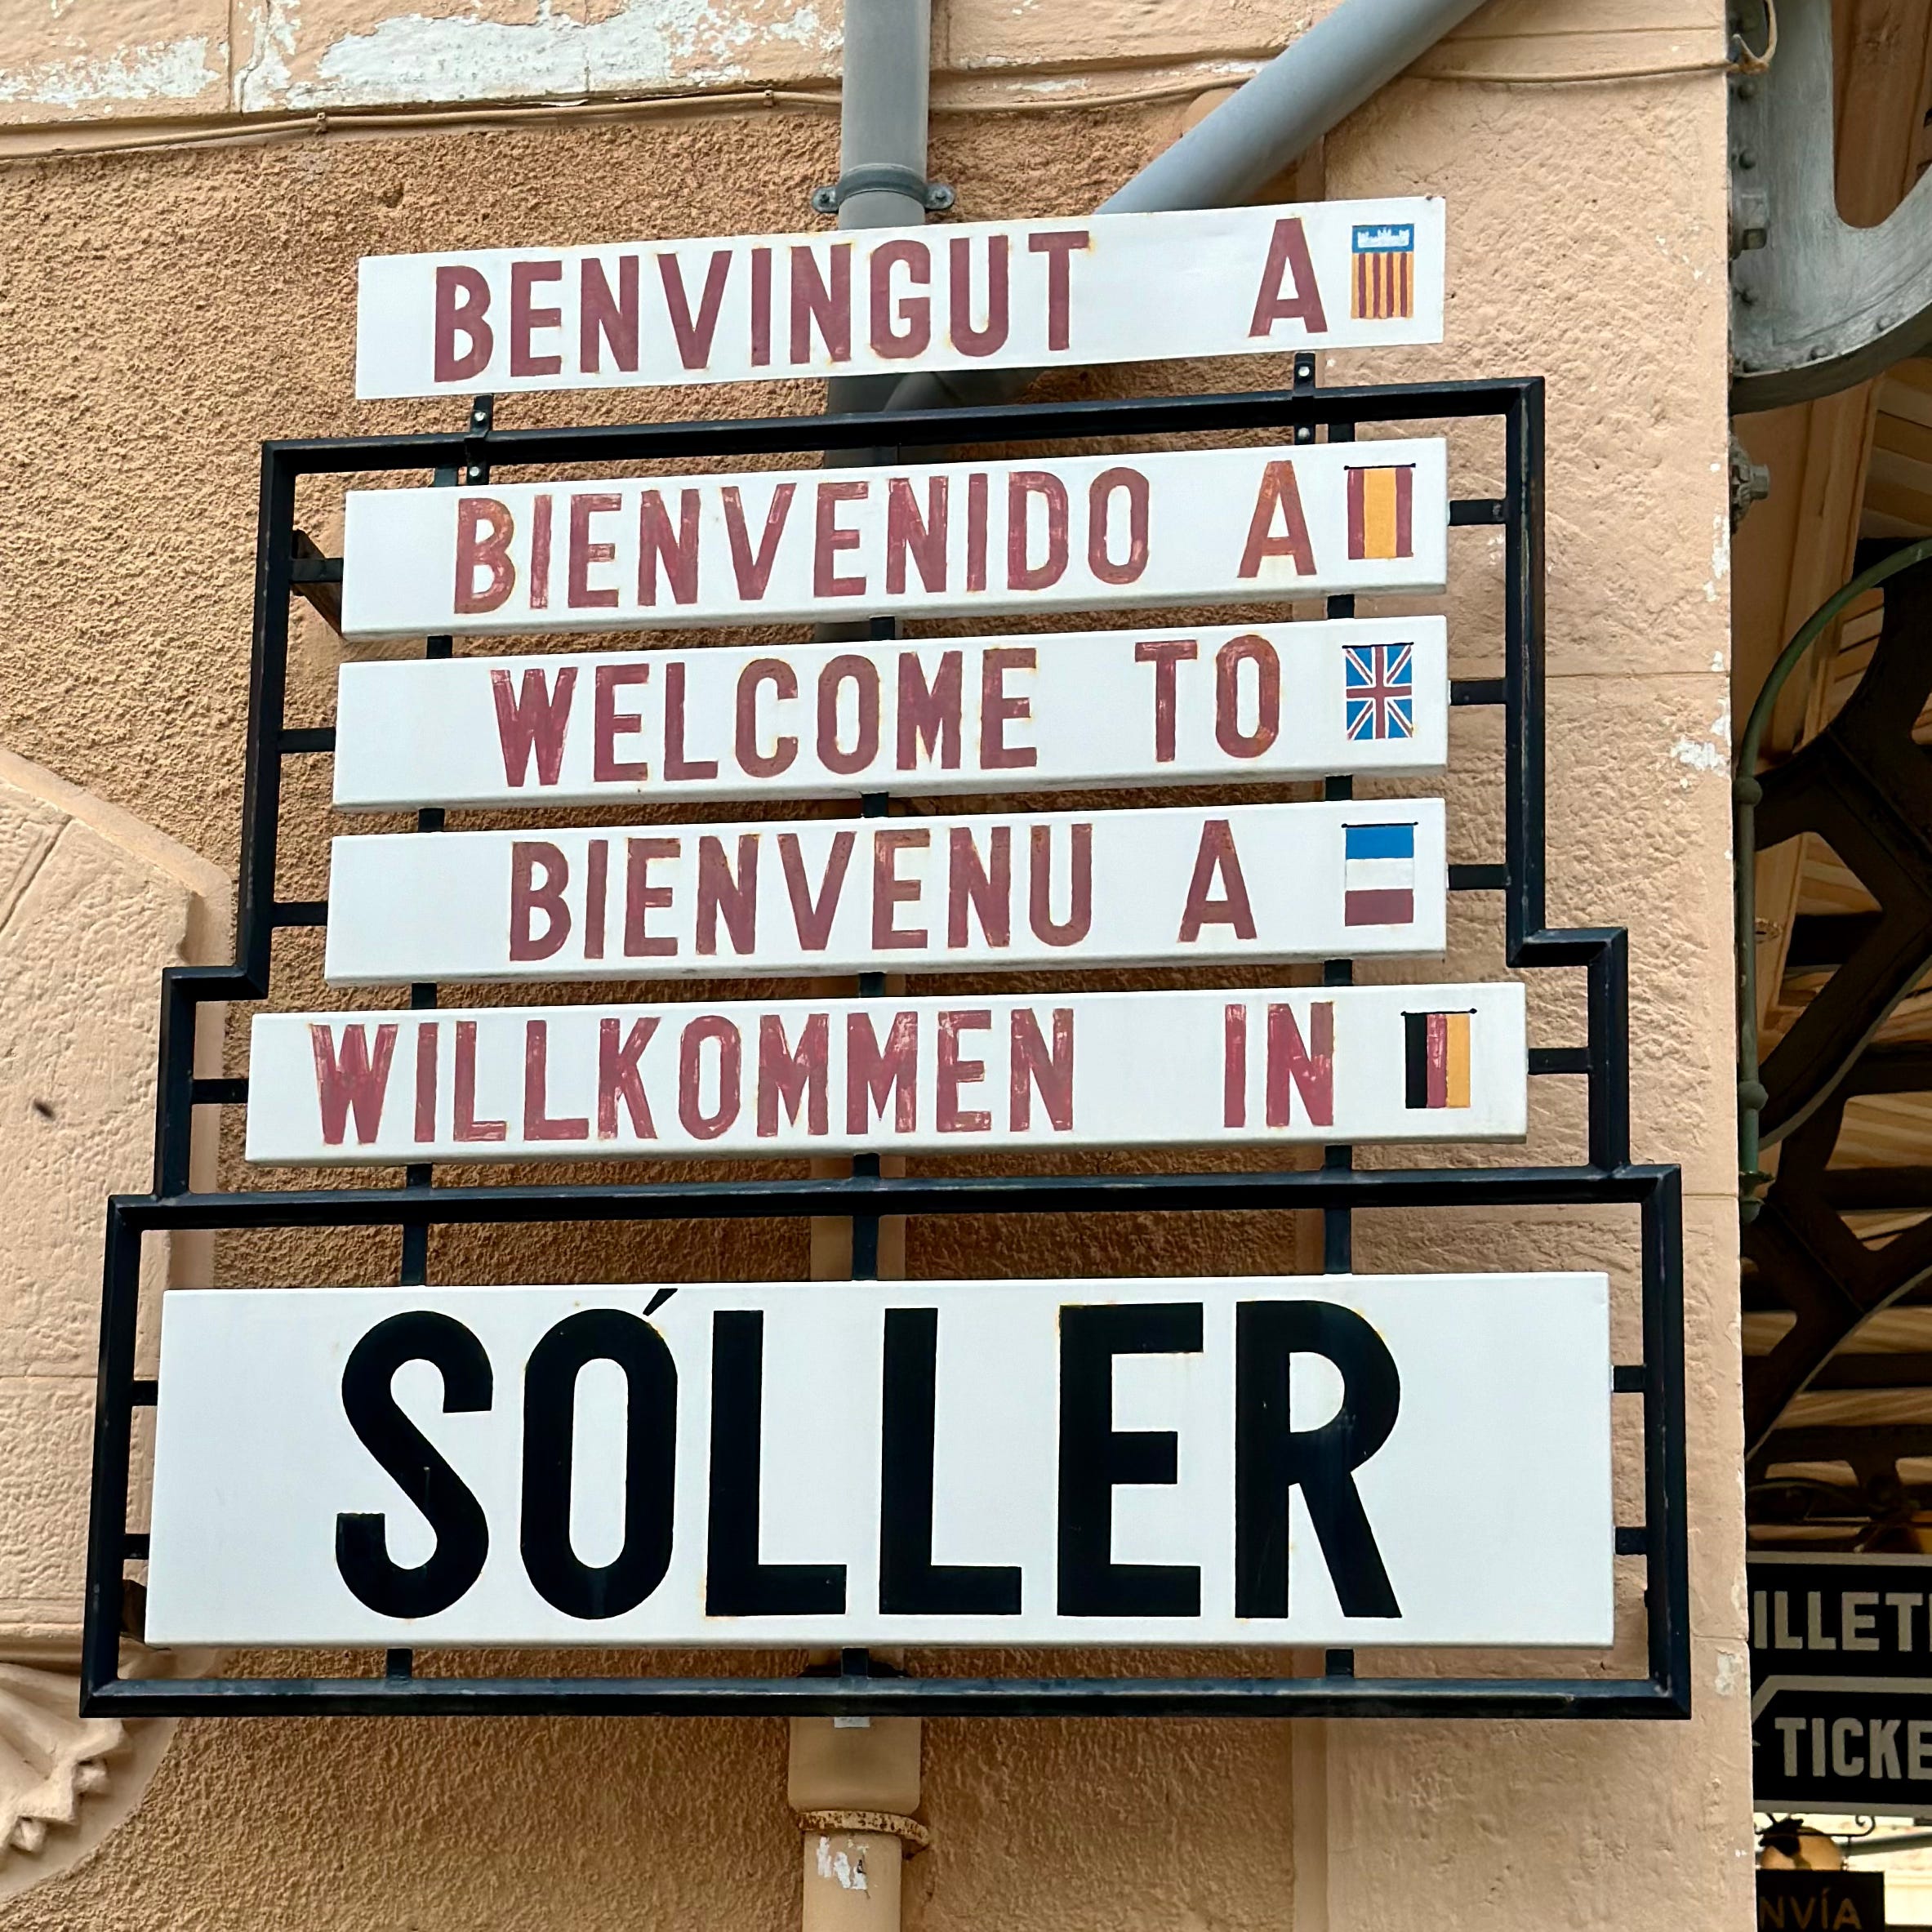 BENVINGUT A
BIENVENIDO A
WELCOME TO
BIENVENU A
WILLKOMMEN IN
SÓLLER